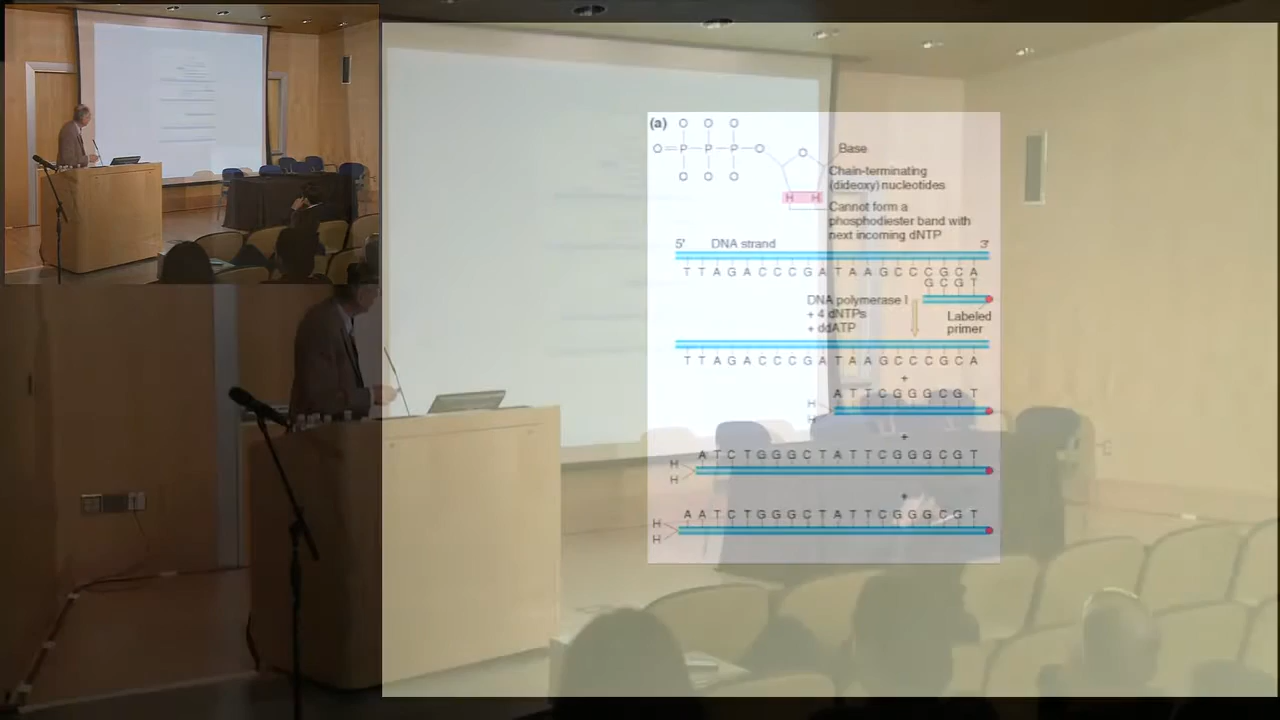 (a)
O O O
O=P-P-P-O O Base
O O O
Chain-terminating
(dideoxy) nucleotides
H H
Cannot form a
phosphodiester band with
next incoming dNTP
5' DNA strand 3'
T T A G A C C C G A T A A G C C C G C A
G C G T
DNA polymerase I
+ 4 dNTPs
+ ddATP
Labeled
primer
T T A G A C C C G A T A A G C C C G C A
+
A T T C G G G C G T
H
H
+
A T C T G G G C T A T T C G G G C G T
H
H
+
A A T C T G G G C T A T T C G G G C G T
H
H